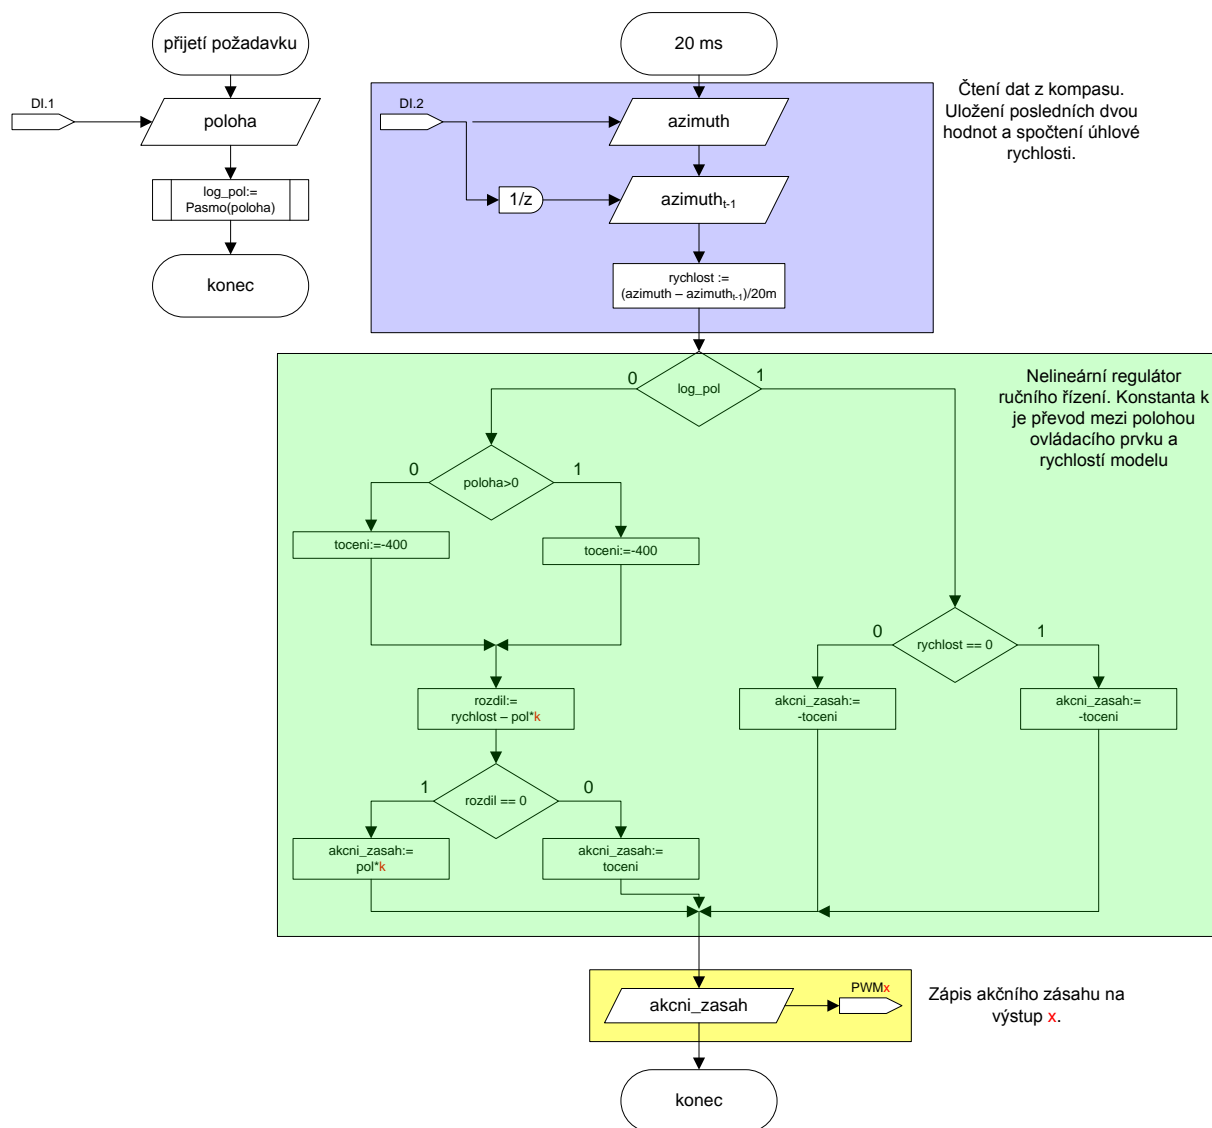 přijetí požadavku
DI.1
poloha
log_pol:=
Pasmo(poloha)
konec
20 ms
DI.2
azimuth
1/z
azimutht-1
rychlost :=
(azimuth – azimutht-1)/20m
Čtení dat z kompasu.
Uložení posledních dvou
hodnot a spočtení úhlové
rychlosti.
0
log_pol
1
Nelineární regulátor
ručního řízení. Konstanta k
je převod mezi polohou
ovládacího prvku a
rychlostí modelu
0
poloha>0
1
toceni:=-400
toceni:=-400
rozdil:=
rychlost – pol*k
1
rozdil == 0
0
akcni_zasah:=
pol*k
akcni_zasah:=
toceni
0
rychlost == 0
1
akcni_zasah:=
-toceni
akcni_zasah:=
-toceni
akcni_zasah
PWMx
Zápis akčního zásahu na
výstup x.
konec